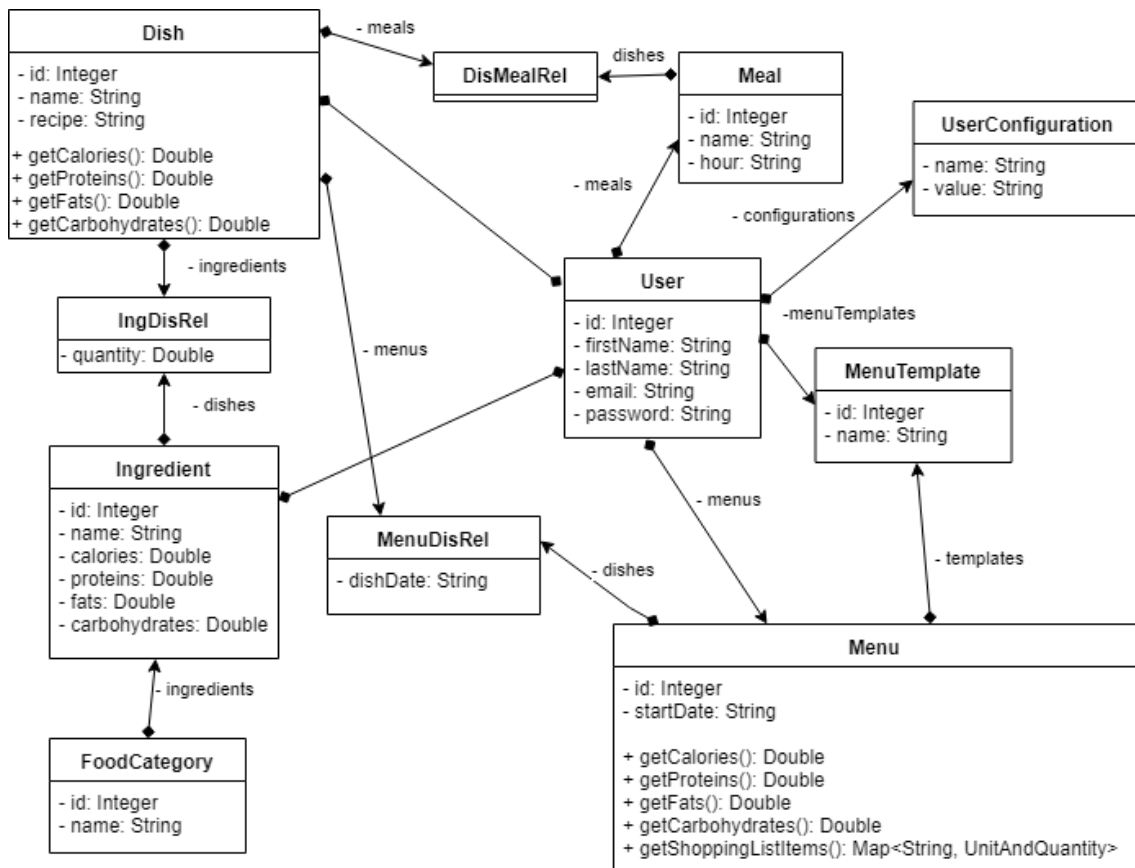 Dish
- id: Integer
- name: String
- recipe: String
+ getCalories(): Double
+ getProteins(): Double
+ getFats(): Double
+ getCarbohydrates(): Double
- meals
DisMealRel
dishes
Meal
- id: Integer
- name: String
- hour: String
UserConfiguration
- name: String
- value: String
- meals
- configurations
- ingredients
IngDisRel
- quantity: Double
- menus
User
- id: Integer
- firstName: String
- lastName: String
- email: String
- password: String
-menuTemplates
MenuTemplate
- id: Integer
- name: String
- dishes
Ingredient
- id: Integer
- name: String
- calories: Double
- proteins: Double
- fats: Double
- carbohydrates: Double
MenuDisRel
- dishDate: String
- dishes
- menus
- templates
- ingredients
FoodCategory
- id: Integer
- name: String
Menu
- id: Integer
- startDate: String
+ getCalories(): Double
+ getProteins(): Double
+ getFats(): Double
+ getCarbohydrates(): Double
+ getShoppingListItems(): Map<String, UnitAndQuantity>